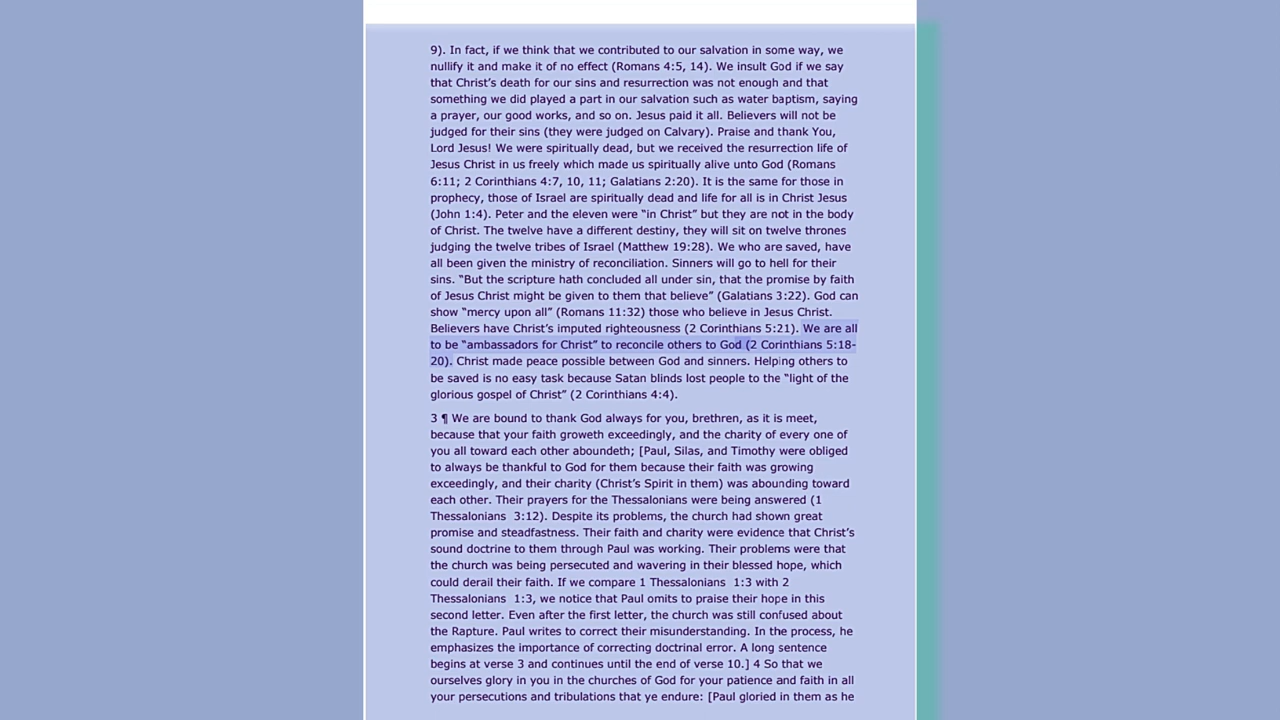 9). In fact, if we think that we contributed to our salvation in some way, we
nullify it and make it of no effect (Romans 4:5, 14). We insult God if we say
that Christ’s death for our sins and resurrection was not enough and that
something we did played a part in our salvation such as water baptism, saying
a prayer, our good works, and so on. Jesus paid it all. Believers will not be
judged for their sins (they were judged on Calvary). Praise and thank You,
Lord Jesus! We were spiritually dead, but we received the resurrection life of
Jesus Christ in us freely which made us spiritually alive unto God (Romans
6:11; 2 Corinthians 4:7, 10, 11; Galatians 2:20). It is the same for those in
prophecy, those of Israel are spiritually dead and life for all is in Christ Jesus
(John 1:4). Peter and the eleven were “in Christ” but they are not in the body
of Christ. The twelve have a different destiny, they will sit on twelve thrones
judging the twelve tribes of Israel (Matthew 19:28). We who are saved, have
all been given the ministry of reconciliation. Sinners will go to hell for their
sins. “But the scripture hath concluded all under sin, that the promise by faith
of Jesus Christ might be given to them that believe” (Galatians 3:22). God can
show “mercy upon all” (Romans 11:32) those who believe in Jesus Christ.
Believers have Christ’s imputed righteousness (2 Corinthians 5:21). We are all
to be “ambassadors for Christ” to reconcile others to God (2 Corinthians 5:18-
20). Christ made peace possible between God and sinners. Helping others to
be saved is no easy task because Satan blinds lost people to the “light of the
glorious gospel of Christ” (2 Corinthians 4:4).
3 ¶ We are bound to thank God always for you, brethren, as it is meet,
because that your faith groweth exceedingly, and the charity of every one of
you all toward each other aboundeth; [Paul, Silas, and Timothy were obliged
to always be thankful to God for them because their faith was growing
exceedingly, and their charity (Christ’s Spirit in them) was abounding toward
each other. Their prayers for the Thessalonians were being answered (1
Thessalonians 3:12). Despite its problems, the church had shown great
promise and steadfastness. Their faith and charity were evidence that Christ’s
sound doctrine to them through Paul was working. Their problems were that
the church was being persecuted and wavering in their blessed hope, which
could derail their faith. If we compare 1 Thessalonians 1:3 with 2
Thessalonians 1:3, we notice that Paul omits to praise their hope in this
second letter. Even after the first letter, the church was still confused about
the Rapture. Paul writes to correct their misunderstanding. In the process, he
emphasizes the importance of correcting doctrinal error. A long sentence
begins at verse 3 and continues until the end of verse 10.] 4 So that we
ourselves glory in you in the churches of God for your patience and faith in all
your persecutions and tribulations that ye endure: [Paul gloried in them as he